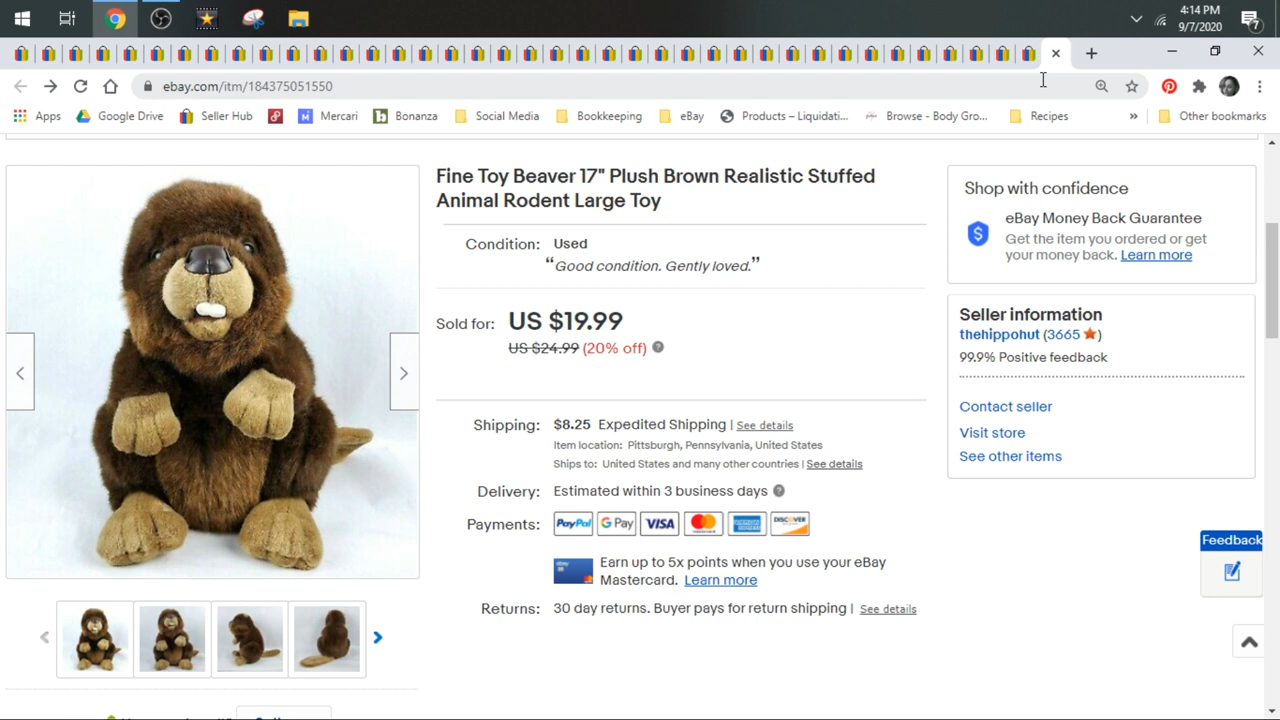 4:14 PM
9/7/2020
7
ebay.com/itm/184375051550
Apps
Google Drive
Seller Hub
Mercari
Bonanza
Social Media
Bookkeeping
eBay
Products – Liquidati...
Browse - Body Gro...
Recipes
»
Other bookmarks
Fine Toy Beaver 17" Plush Brown Realistic Stuffed
Animal Rodent Large Toy
Condition: Used
“Good condition. Gently loved.”
Sold for: US $19.99
US $24.99 (20% off)
Shipping: $8.25 Expedited Shipping | See details
Item location: Pittsburgh, Pennsylvania, United States
Ships to: United States and many other countries | See details
Delivery: Estimated within 3 business days
Payments: PayPal G Pay VISA DISCOVER
Earn up to 5x points when you use your eBay
Mastercard. Learn more
Returns: 30 day returns. Buyer pays for return shipping | See details
Shop with confidence
eBay Money Back Guarantee
Get the item you ordered or get
your money back. Learn more
Seller information
thehippohut (3665)
99.9% Positive feedback
Contact seller
Visit store
See other items
Feedback